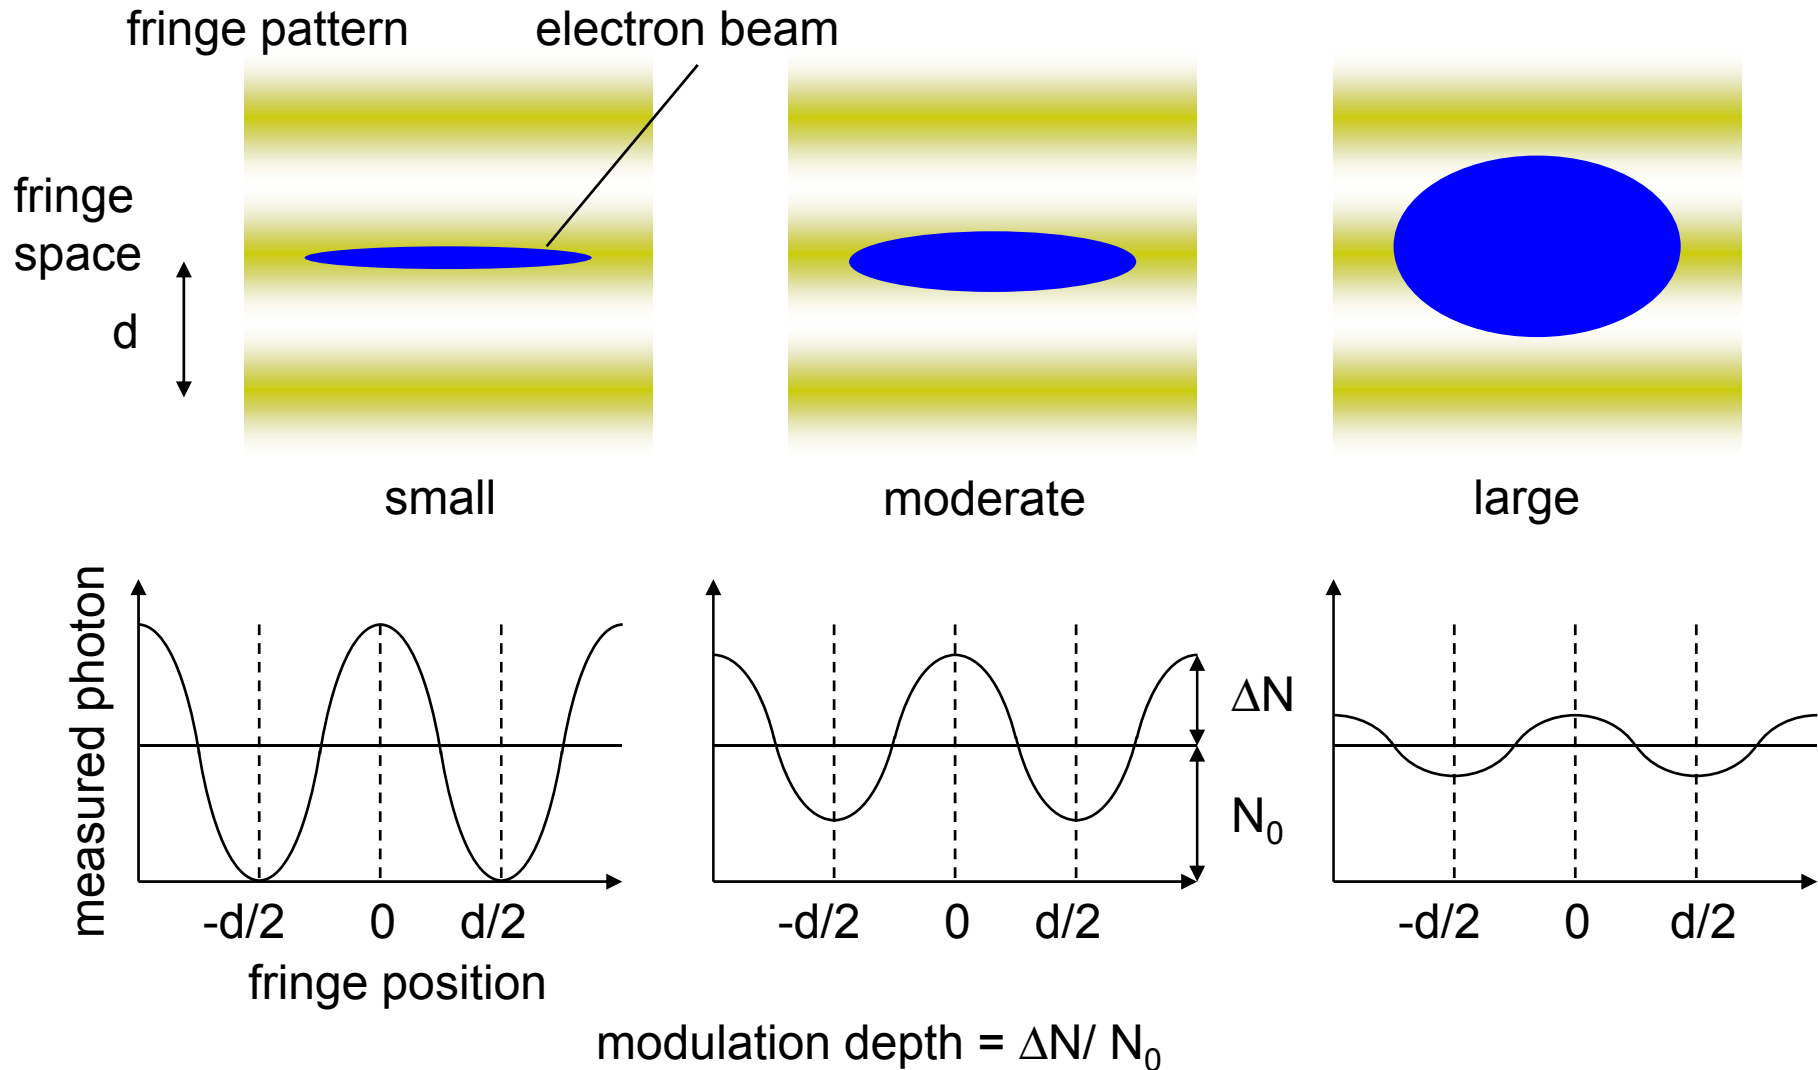 fringe pattern
electron beam
fringe
space
d
small
moderate
large
measured photon
ΔN
N₀
-d/2 0 d/2
-d/2 0 d/2
-d/2 0 d/2
fringe position
modulation depth = ΔN/ N₀